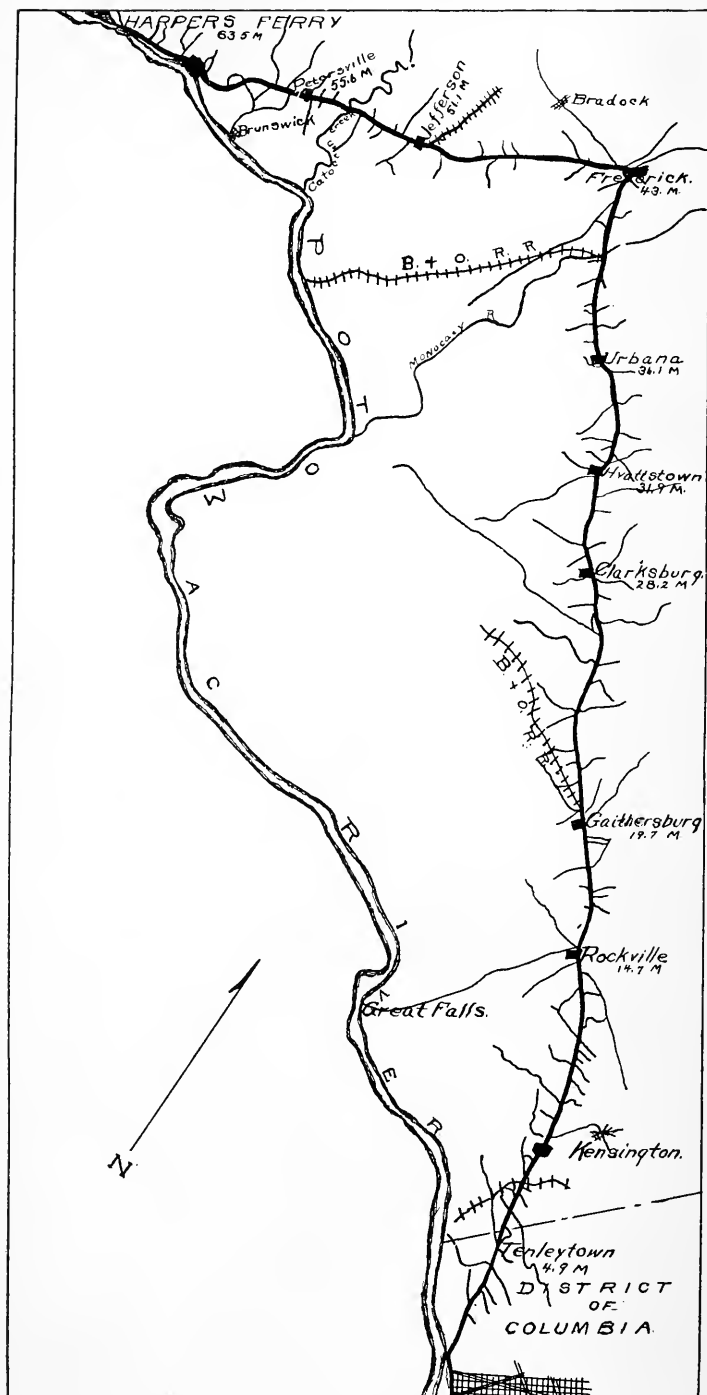 HARPERS FERRY
63.5 M
Petersville
55.6 M
Jefferson
51.1 M
Bradock
Brunswick
Catoctin Creek
Frederick.
43. M.
B. + O. R R
POTOMAC RIVER
Monocacy R
Urbana
36.1 M
Hyattstown
31.9 M.
Clarksburg.
28.2 M
B + O. R. R.
Gaithersburg
19.7 M
Rockville
14.7 M
Great Falls.
N
Kensington.
Tenleytown
4.9 M
DISTRICT
OF
COLUMBIA